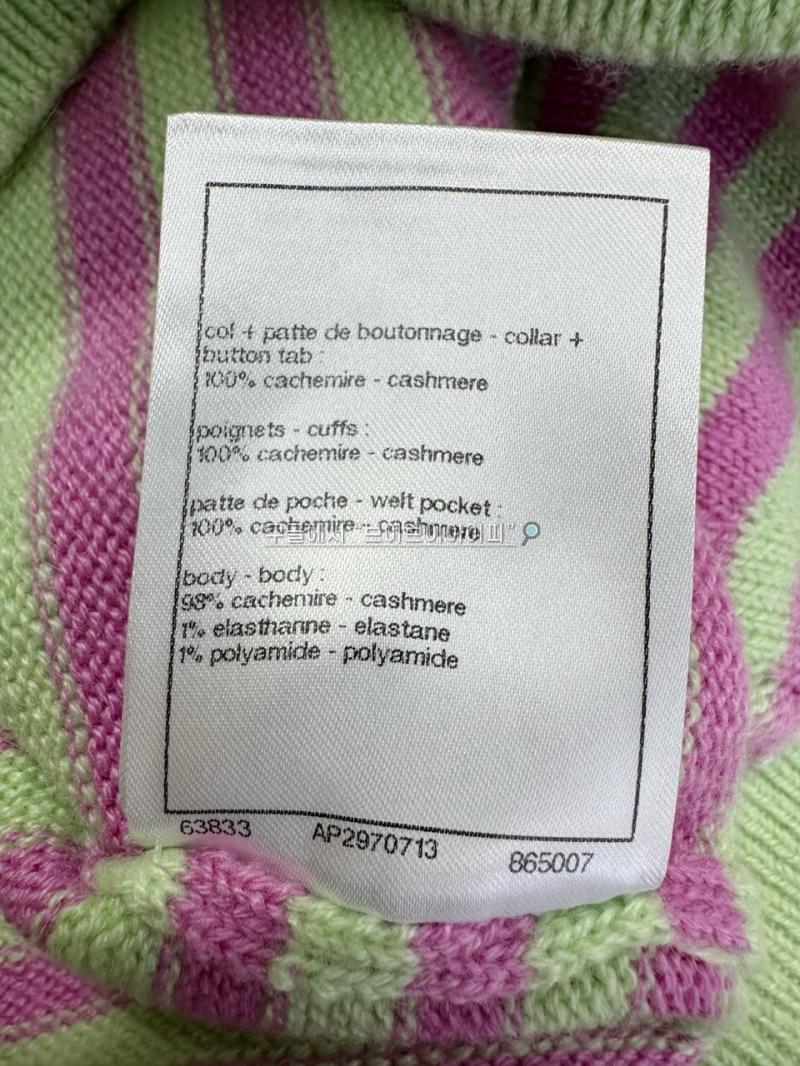 col + patte de boutonnage - collar +
button tab :
100% cachemire - cashmere
poignets - cuffs :
100% cachemire - cashmere
patte de poche - welt pocket :
100% cachemire - cashmere
body - body :
98% cachemire - cashmere
1% elasthanne - elastane
1% polyamide - polyamide
63833 AP2970713 865007